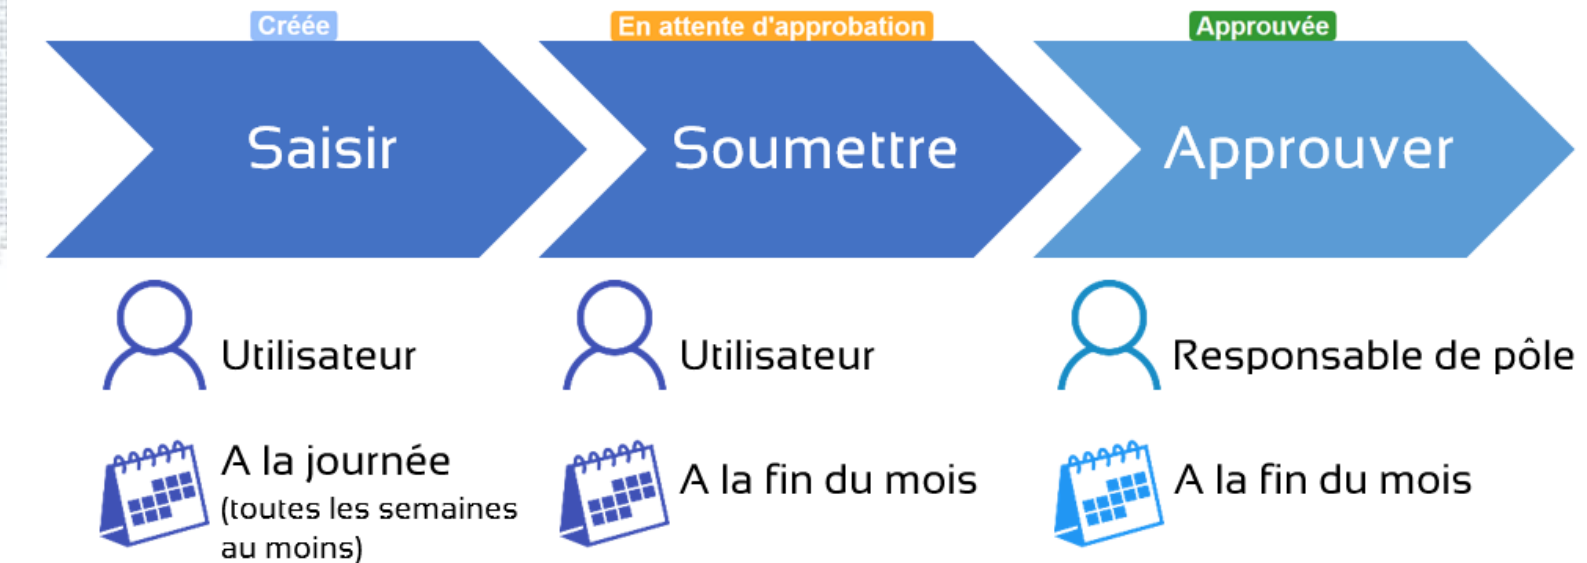 Créée
En attente d'approbation
Approuvée
Saisir
Soumettre
Approuver
Utilisateur
Utilisateur
Responsable de pôle
A la journée
(toutes les semaines
au moins)
A la fin du mois
A la fin du mois